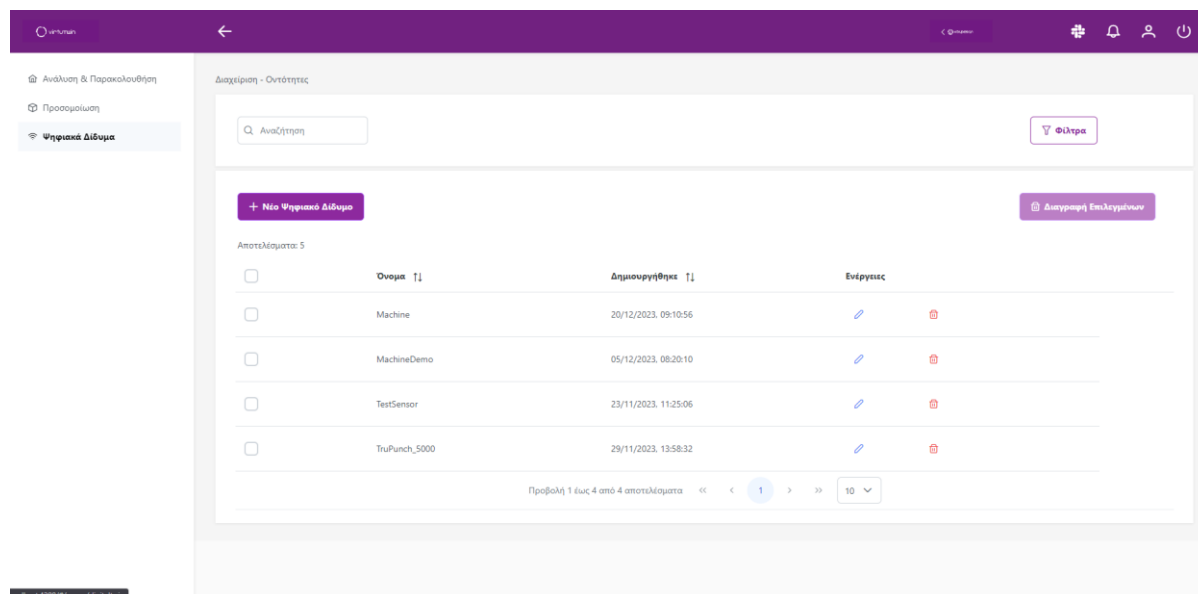 Ανάλυση & Παρακολούθηση
Προσομοίωση
Ψηφιακά Δίδυμα
Διαχείριση - Οντότητες
Αναζήτηση
Φίλτρα
+ Νέο Ψηφιακό Δίδυμο
Διαγραφή Επιλεγμένων
Αποτελέσματα: 5
Όνομα ↑↓ Δημιουργήθηκε ↑↓ Ενέργειες
Machine 20/12/2023, 09:10:56
MachineDemo 05/12/2023, 08:20:10
TestSensor 23/11/2023, 11:25:06
TruPunch_5000 29/11/2023, 13:58:32
Προβολή 1 έως 4 από 4 αποτελέσματα << < 1 > >> 10